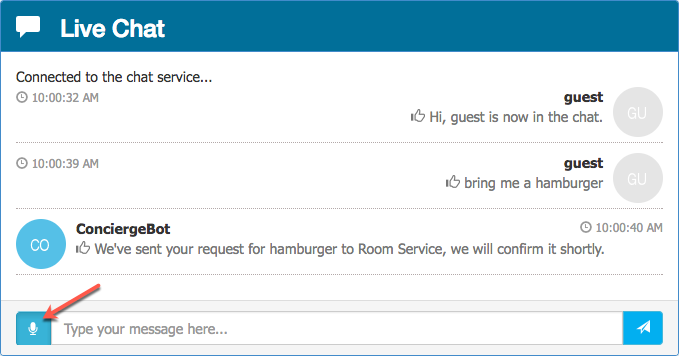 Live Chat
Connected to the chat service...
10:00:32 AM
guest
GU
Hi, guest is now in the chat.
10:00:39 AM
guest
GU
bring me a hamburger
CO
ConciergeBot
10:00:40 AM
We've sent your request for hamburger to Room Service, we will confirm it shortly.
Type your message here...